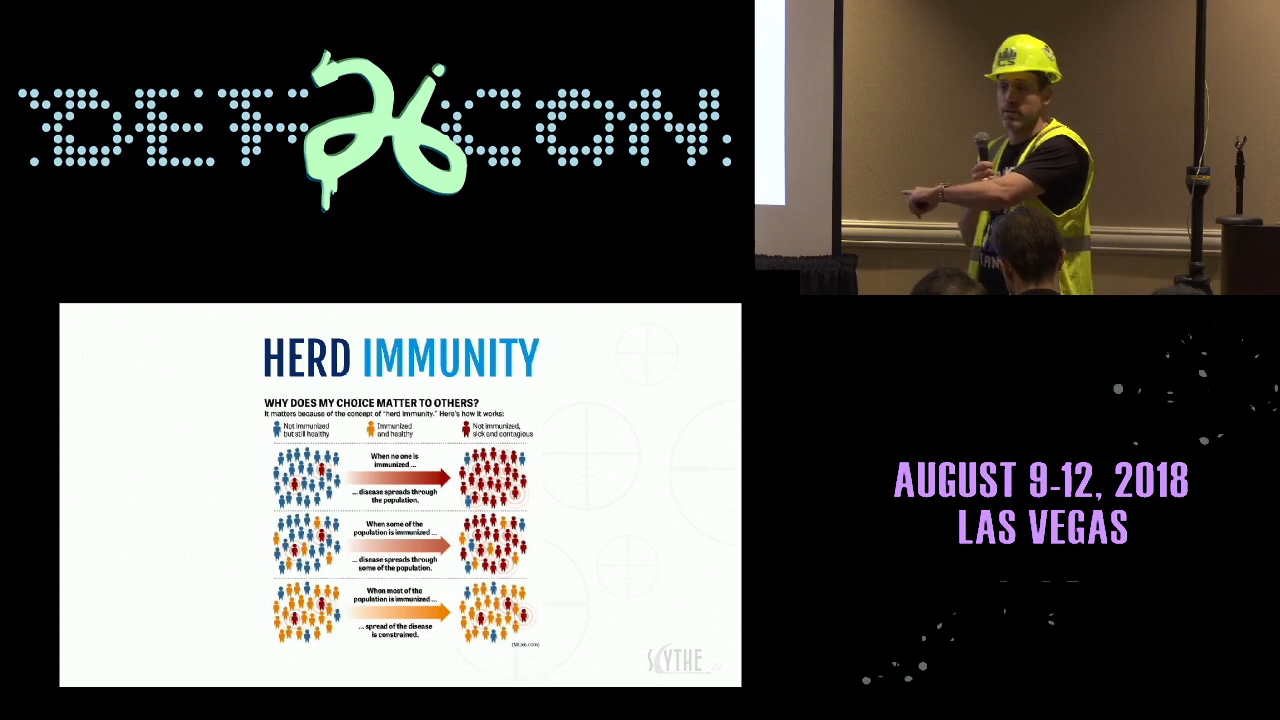 DEF CON
26
HERD IMMUNITY
WHY DOES MY CHOICE MATTER TO OTHERS?
It matters because of the concept of "herd immunity." Here's how it works:
Not immunized
but still healthy
Immunized
and healthy
Not immunized,
sick and contagious
When no one is
immunized ...
... disease spreads through
the population.
When some of the
population is immunized ...
... disease spreads through
some of the population.
When most of the
population is immunized ...
... spread of the disease
is constrained.
SCYTHE
AUGUST 9-12, 2018
LAS VEGAS